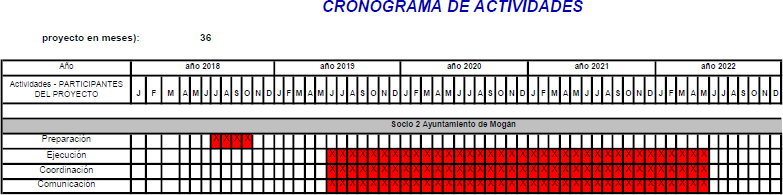 CRONOGRAMA DE ACTIVIDADES
proyecto en meses): 36
Año año 2018 año 2019 año 2020 año 2021 año 2022
Actividades - PARTICIPANTES DEL PROYECTO J F M A M J J A S O N D J F M A M J J A S O N D J F M A M J J A S O N D J F M A M J J A S O N D J F M A M J J A S O N D
Socio 2 Ayuntamiento de Mogán
Preparación X X X X
Ejecución X X X X X X X X X X X X X X X X X X X X X X X X X X X X X X X X X X X X
Coordinación X X X X X X X X X X X X X X X X X X X X X X X X X X X X X X X X X X X X
Comunicación X X X X X X X X X X X X X X X X X X X X X X X X X X X X X X X X X X X X